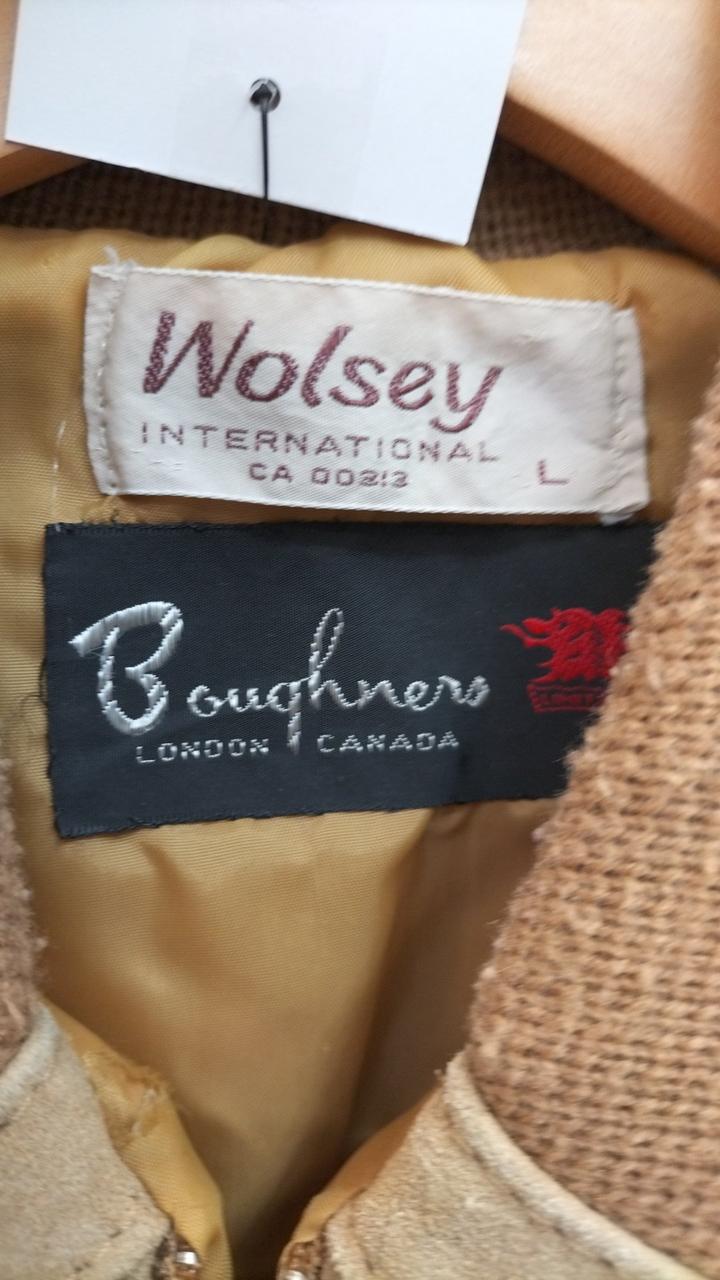 Wolsey
INTERNATIONAL
CA 00213
L
Boughners
LONDON CANADA